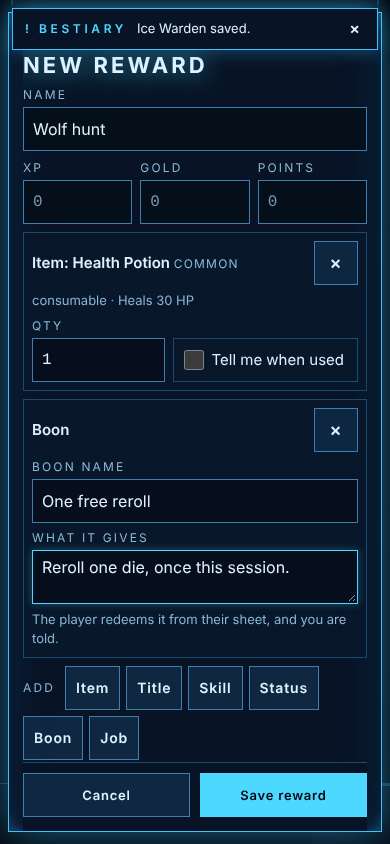 ! BESTIARY Ice Warden saved. ×
NEW REWARD
NAME
Wolf hunt
XP GOLD POINTS
0 0 0
Item: Health Potion COMMON ×
consumable · Heals 30 HP
QTY
1 Tell me when used
Boon ×
BOON NAME
One free reroll
WHAT IT GIVES
Reroll one die, once this session.
The player redeems it from their sheet, and you are
told.
ADD Item Title Skill Status
Boon Job
Cancel Save reward